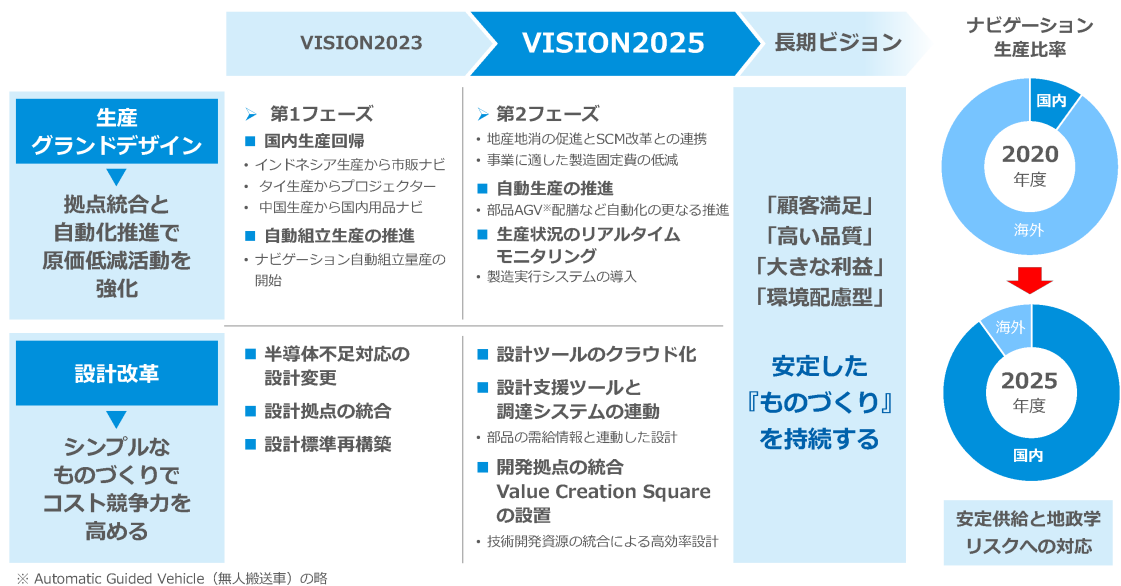 VISION2023
VISION2025
長期ビジョン
ナビゲーション
生産比率
生産
グランドデザイン
拠点統合と
自動化推進で
原価低減活動を
強化
➢ 第1フェーズ
■ 国内生産回帰
・インドネシア生産から市販ナビ
・ タイ生産からプロジェクター
・ 中国生産から国内用品ナビ
■ 自動組立生産の推進
・ナビゲーション自動組立量産の
開始
➢ 第2フェーズ
・地産地消の促進とSCM改革との連携
・事業に適した製造固定費の低減
■ 自動生産の推進
・部品AGV※配膳など自動化の更なる推進
■ 生産状況のリアルタイム
モニタリング
・製造実行システムの導入
設計改革
シンプルな
ものづくりで
コスト競争力を
高める
■ 半導体不足対応の
設計変更
■ 設計拠点の統合
■ 設計標準再構築
■ 設計ツールのクラウド化
■ 設計支援ツールと
調達システムの連動
・部品の需給情報と連動した設計
■ 開発拠点の統合
Value Creation Square
の設置
・技術開発資源の統合による高効率設計
「顧客満足」
「高い品質」
「大きな利益」
「環境配慮型」
安定した
『ものづくり』
を持続する
国内
2020
年度
海外
海外
2025
年度
国内
安定供給と地政学
リスクへの対応
※ Automatic Guided Vehicle（無人搬送車）の略